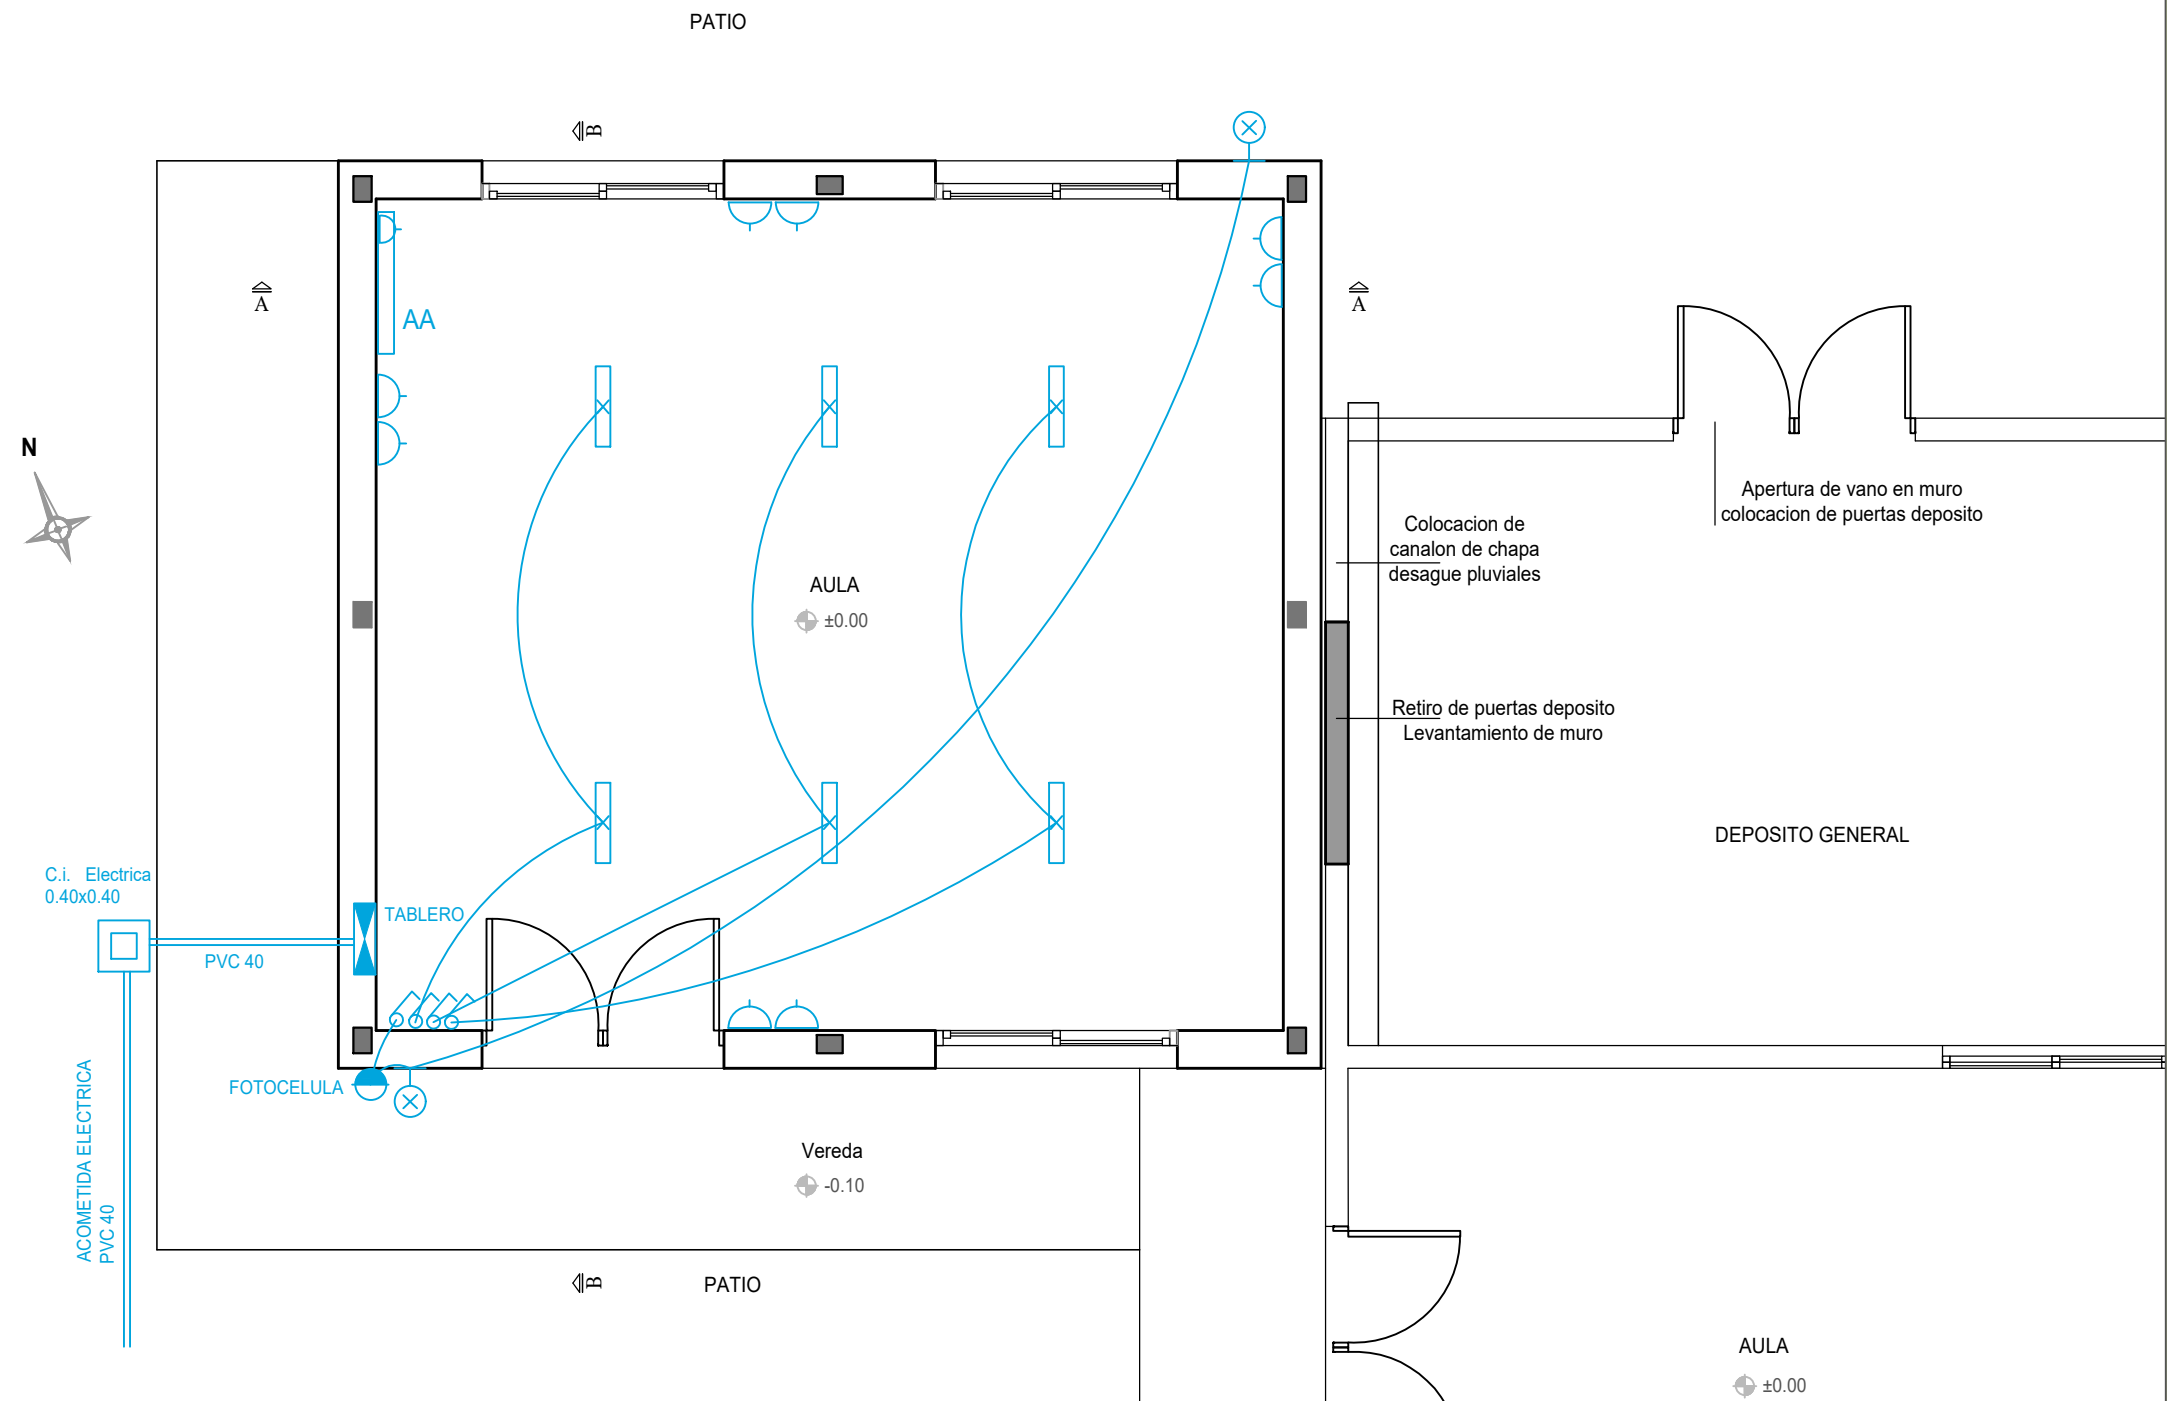 PATIO
B
A
A
AA
N
Apertura de vano en muro
colocacion de puertas deposito
Colocacion de
canalon de chapa
desague pluviales
AULA
±0.00
Retiro de puertas deposito
Levantamiento de muro
DEPOSITO GENERAL
C.i. Electrica
0.40x0.40
TABLERO
PVC 40
FOTOCELULA
ACOMETIDA ELECTRICA
PVC 40
Vereda
-0.10
B
PATIO
AULA
±0.00